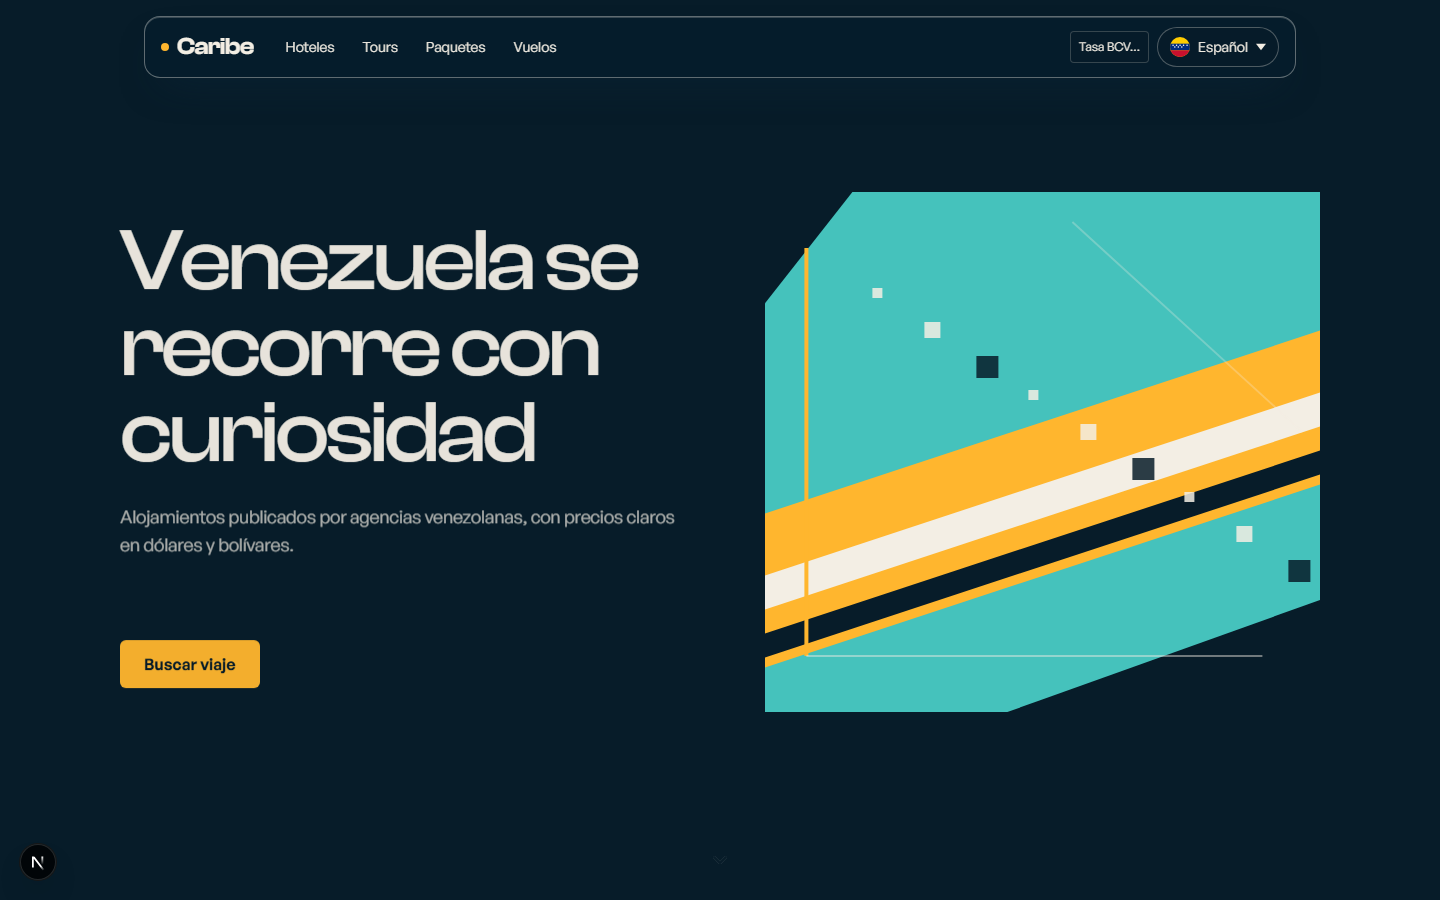 Caribe
Hoteles
Tours
Paquetes
Vuelos
Tasa BCV...
Español
Venezuela se
recorre con
curiosidad
Alojamientos publicados por agencias venezolanas, con precios claros
en dólares y bolívares.
Buscar viaje
N